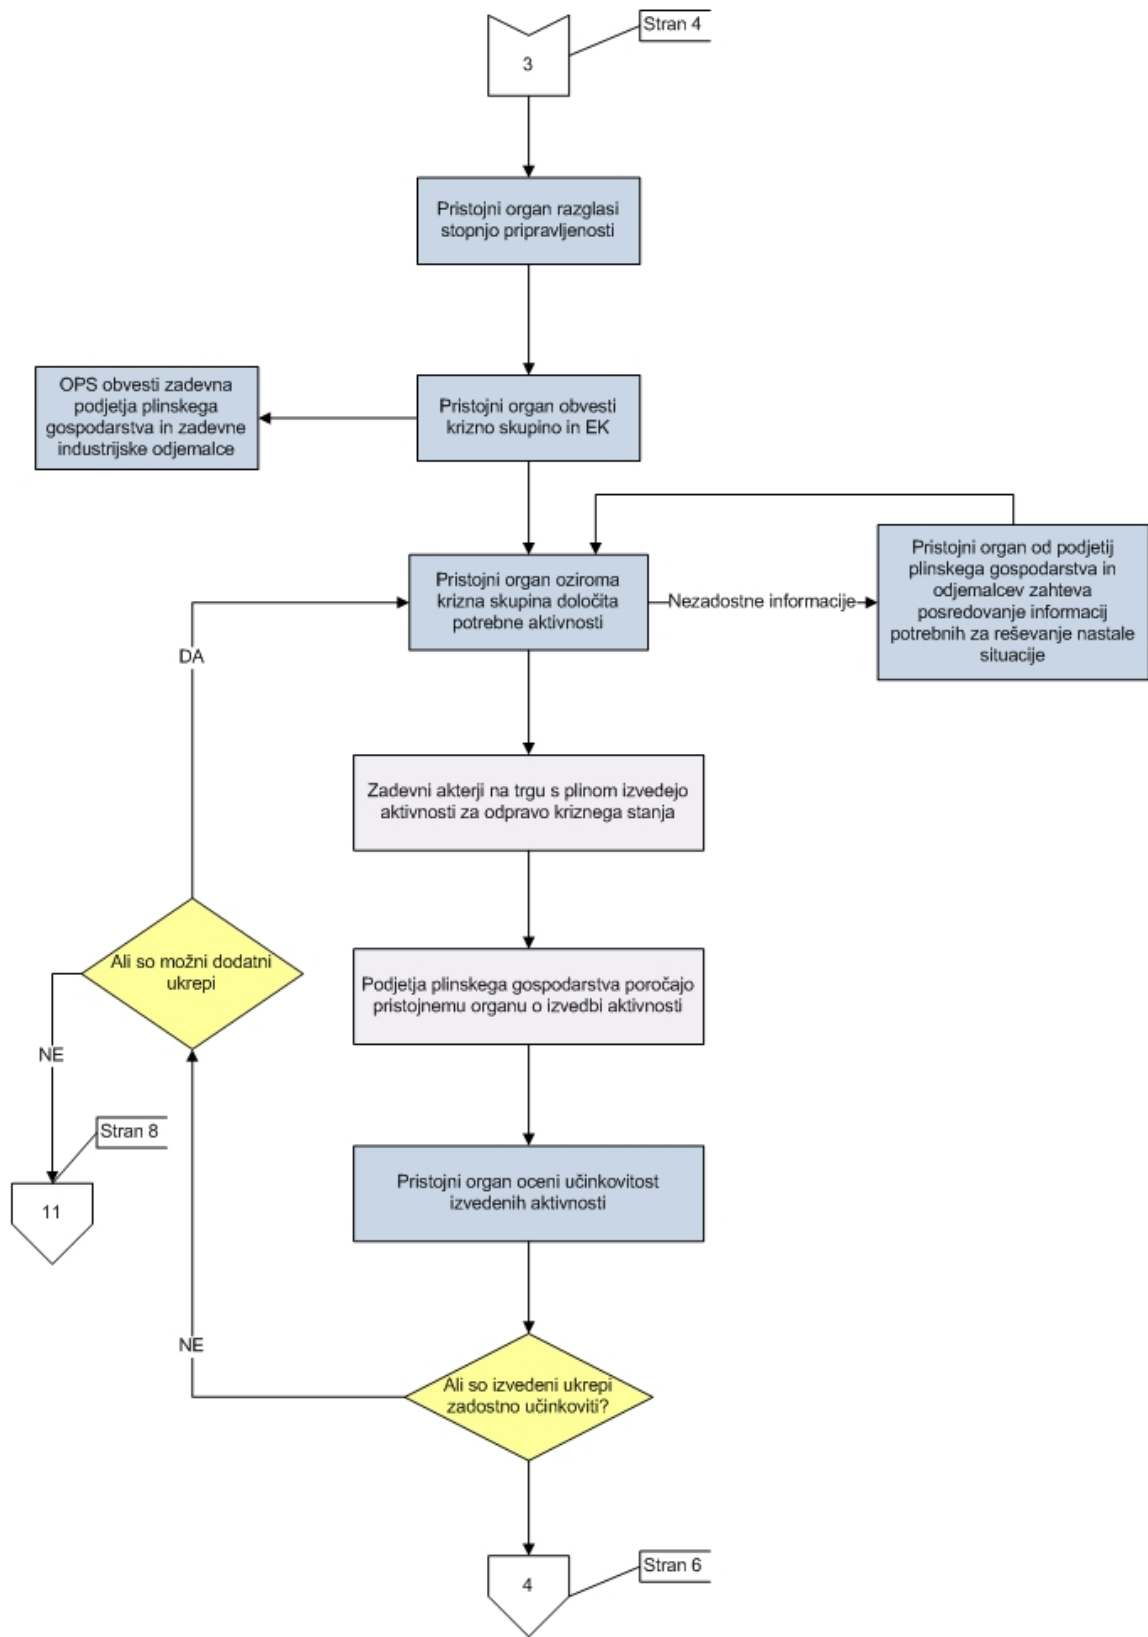 Stran 4
3
Pristojni organ razglasi
stopnjo pripravljenosti
OPS obvesti zadevna
podjetja plinskega
gospodarstva in zadevne
industrijske odjemalce
Pristojni organ obvesti
krizno skupino in EK
Pristojni organ oziroma
krizna skupina določita
potrebne aktivnosti
Nezadostne informacije
Pristojni organ od podjetij
plinskega gospodarstva in
odjemalcev zahteva
posredovanje informacij
potrebnih za reševanje nastale
situacije
DA
Zadevni akterji na trgu s plinom izvedejo
aktivnosti za odpravo kriznega stanja
Ali so možni dodatni
ukrepi
Podjetja plinskega gospodarstva poročajo
pristojnemu organu o izvedbi aktivnosti
NE
Stran 8
11
Pristojni organ oceni učinkovitost
izvedenih aktivnosti
NE
Ali so izvedeni ukrepi
zadostno učinkoviti?
Stran 6
4